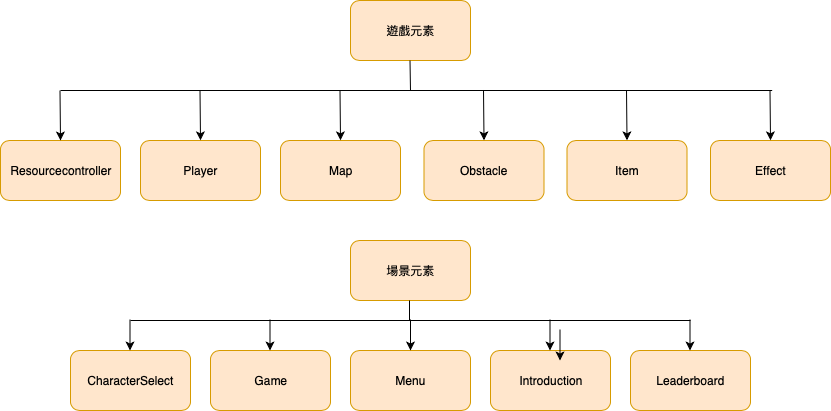 遊戲元素
Resourcecontroller
Player
Map
Obstacle
Item
Effect
場景元素
CharacterSelect
Game
Menu
Introduction
Leaderboard